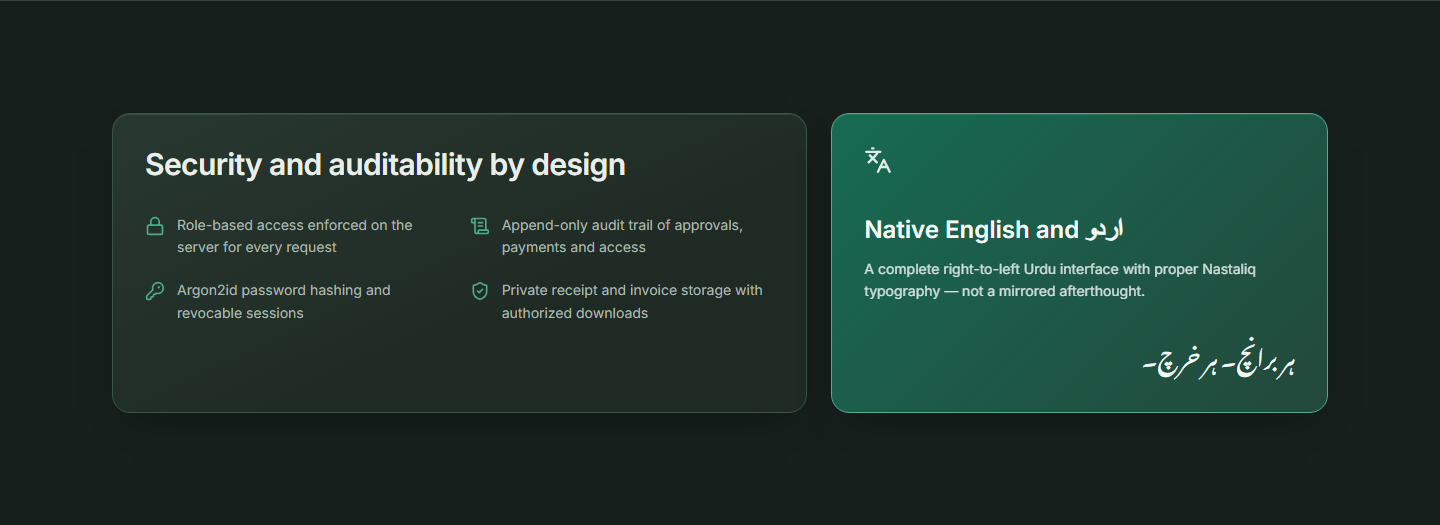 Security and auditability by design
Role-based access enforced on the
server for every request
Append-only audit trail of approvals,
payments and access
Argon2id password hashing and
revocable sessions
Private receipt and invoice storage with
authorized downloads
Native English and اردو
A complete right-to-left Urdu interface with proper Nastaliq
typography — not a mirrored afterthought.
ہر برانچ۔ ہر خرچ۔